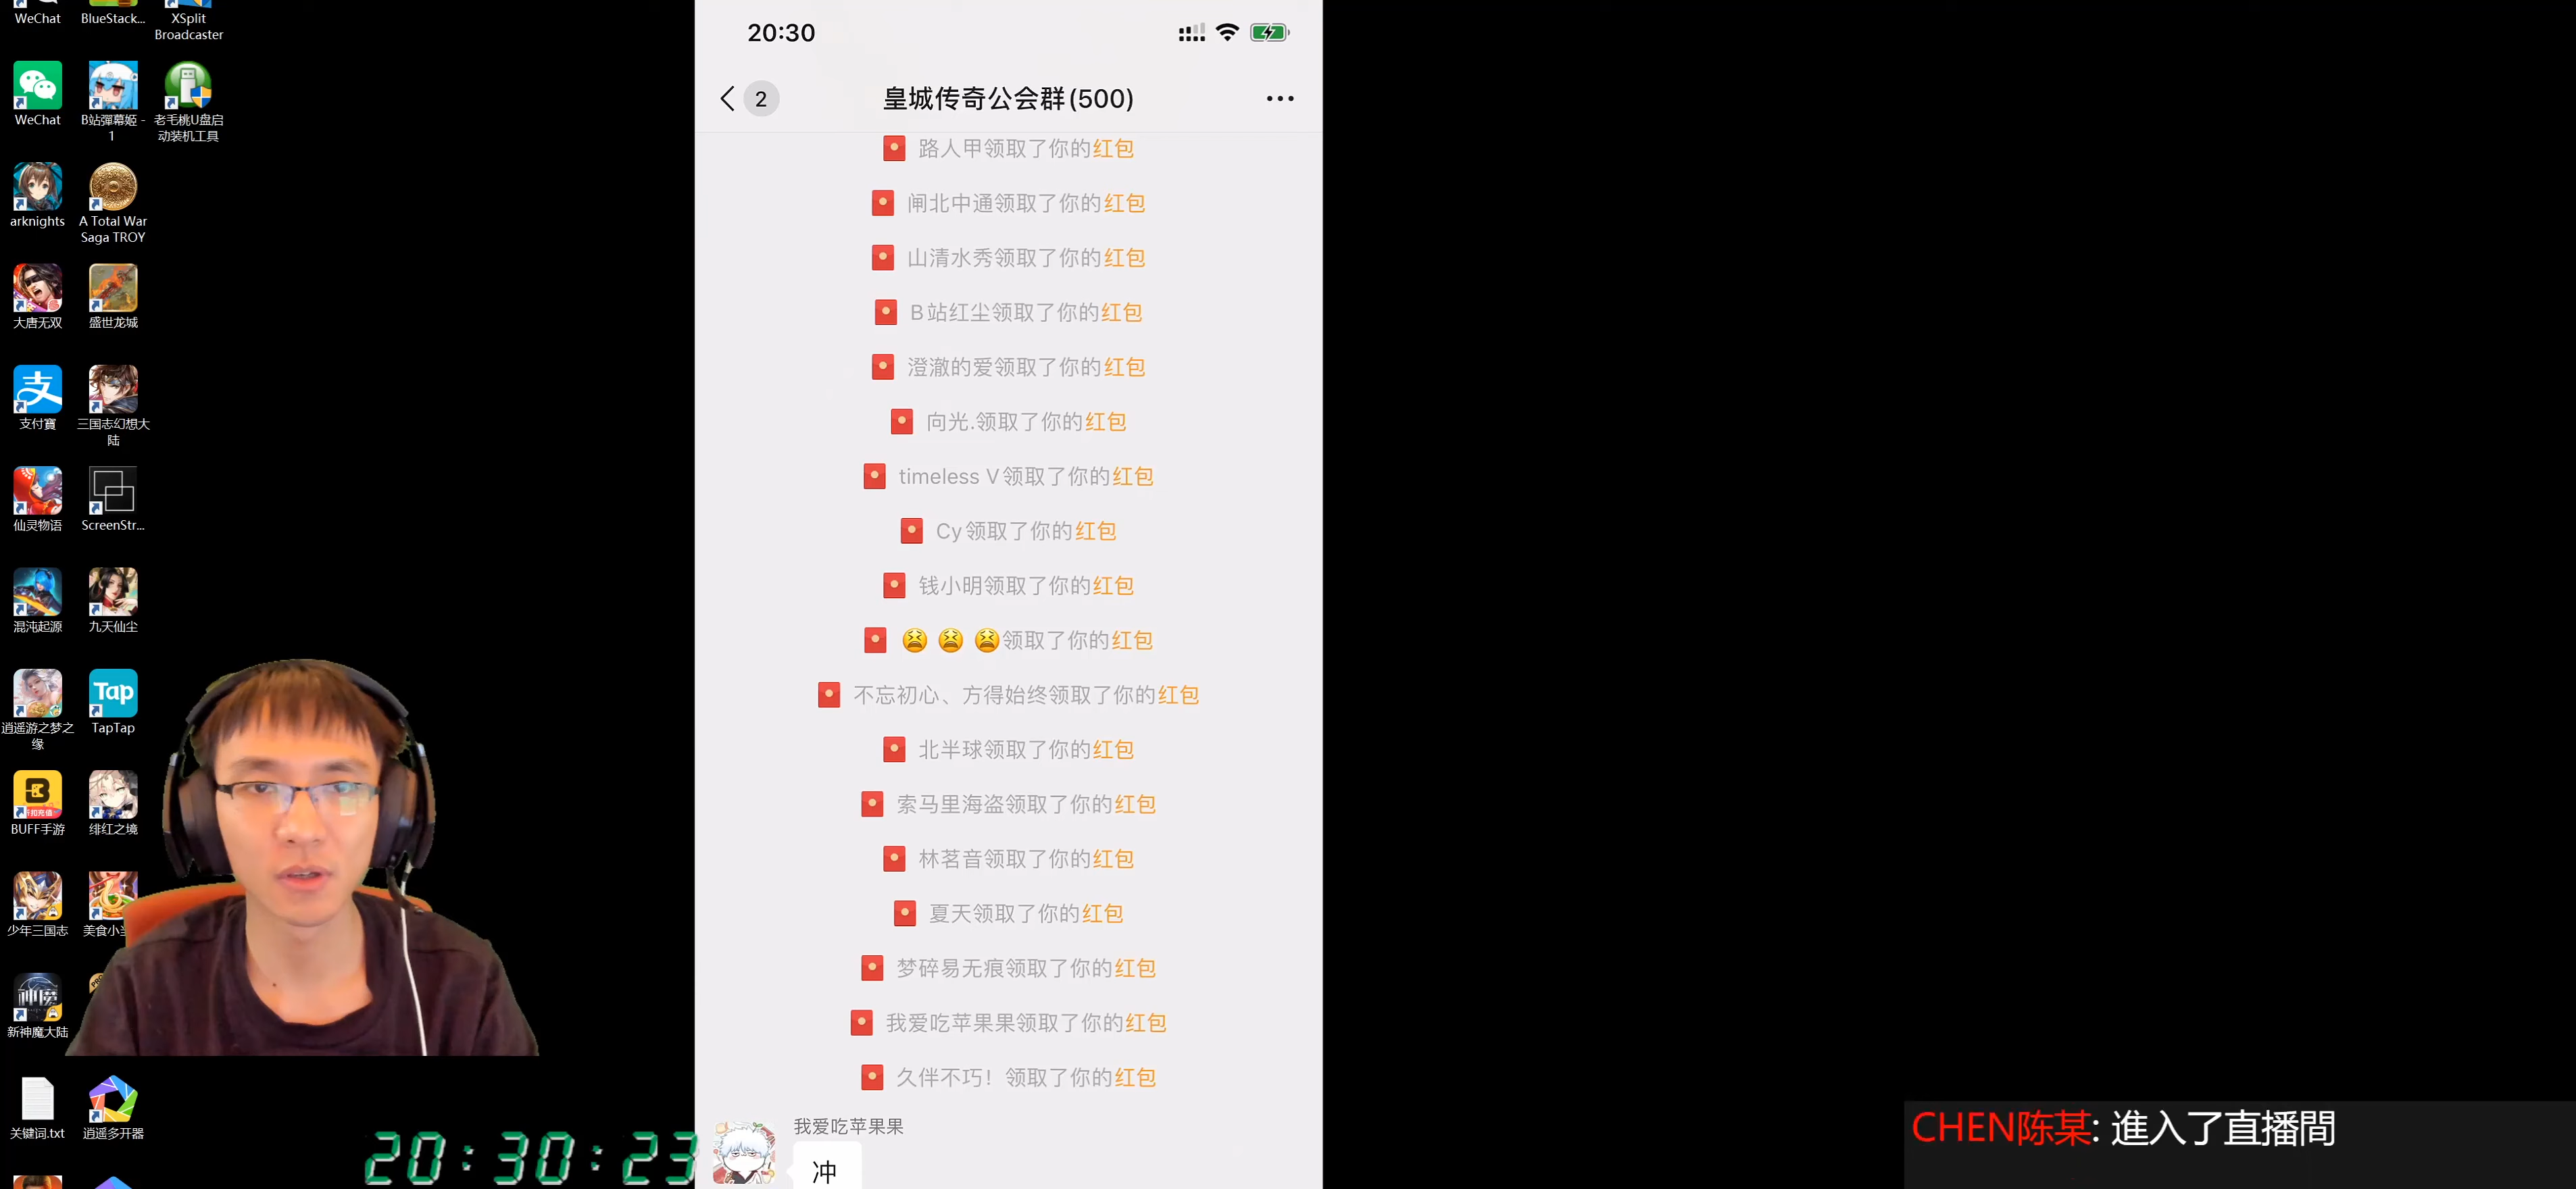 WeChat
BlueStack...
XSplit
Broadcaster
WeChat
B站彈幕姬 -
1
老毛桃U盘启
动装机工具
arknights
A Total War
Saga TROY
大唐无双
盛世龙城
支
支付寶
三国志幻想大
陆
仙灵物语
ScreenStr...
混沌起源
九天仙尘
逍遥游之梦之
缘
Tap
TapTap
BUFF手游
绯红之境
少年三国志
美食小
新神魔大陆
关键词.txt
逍遥多开器
20:30:23
20:30
2
皇城传奇公会群(500)
路人甲领取了你的红包
闸北中通领取了你的红包
山清水秀领取了你的红包
B站红尘领取了你的红包
澄澈的爱领取了你的红包
向光.领取了你的红包
timeless V领取了你的红包
Cy领取了你的红包
钱小明领取了你的红包
😫 😫 😫领取了你的红包
不忘初心、方得始终领取了你的红包
北半球领取了你的红包
索马里海盗领取了你的红包
林茗音领取了你的红包
夏天领取了你的红包
梦碎易无痕领取了你的红包
我爱吃苹果果领取了你的红包
久伴不巧！领取了你的红包
我爱吃苹果果
冲
CHEN陈某: 進入了直播間